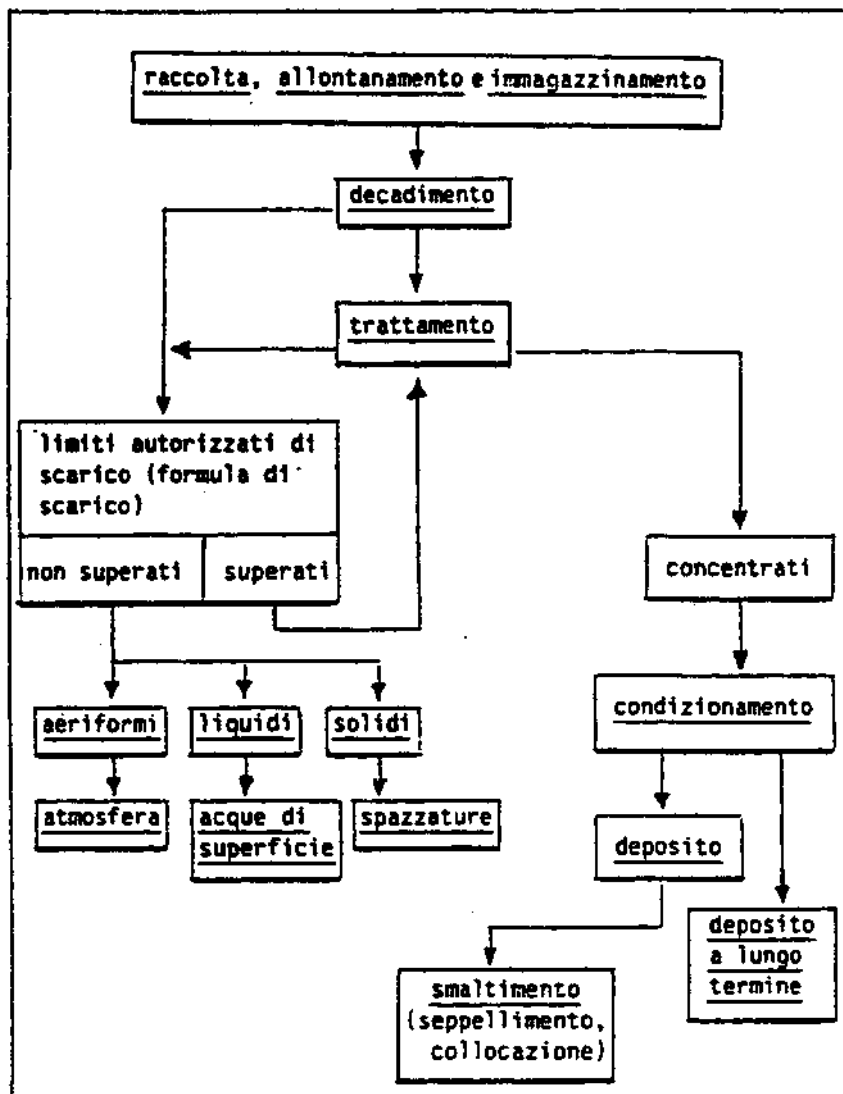 raccolta, allontanamento e immagazzinamento
decadimento
trattamento
limiti autorizzati di
scarico (formula di
scarico)
non superati
superati
concentrati
condizionamento
aeriformi
liquidi
solidi
atmosfera
acque di
superficie
spazzature
deposito
deposito
a lungo
termine
smaltimento
(seppellimento,
collocazione)